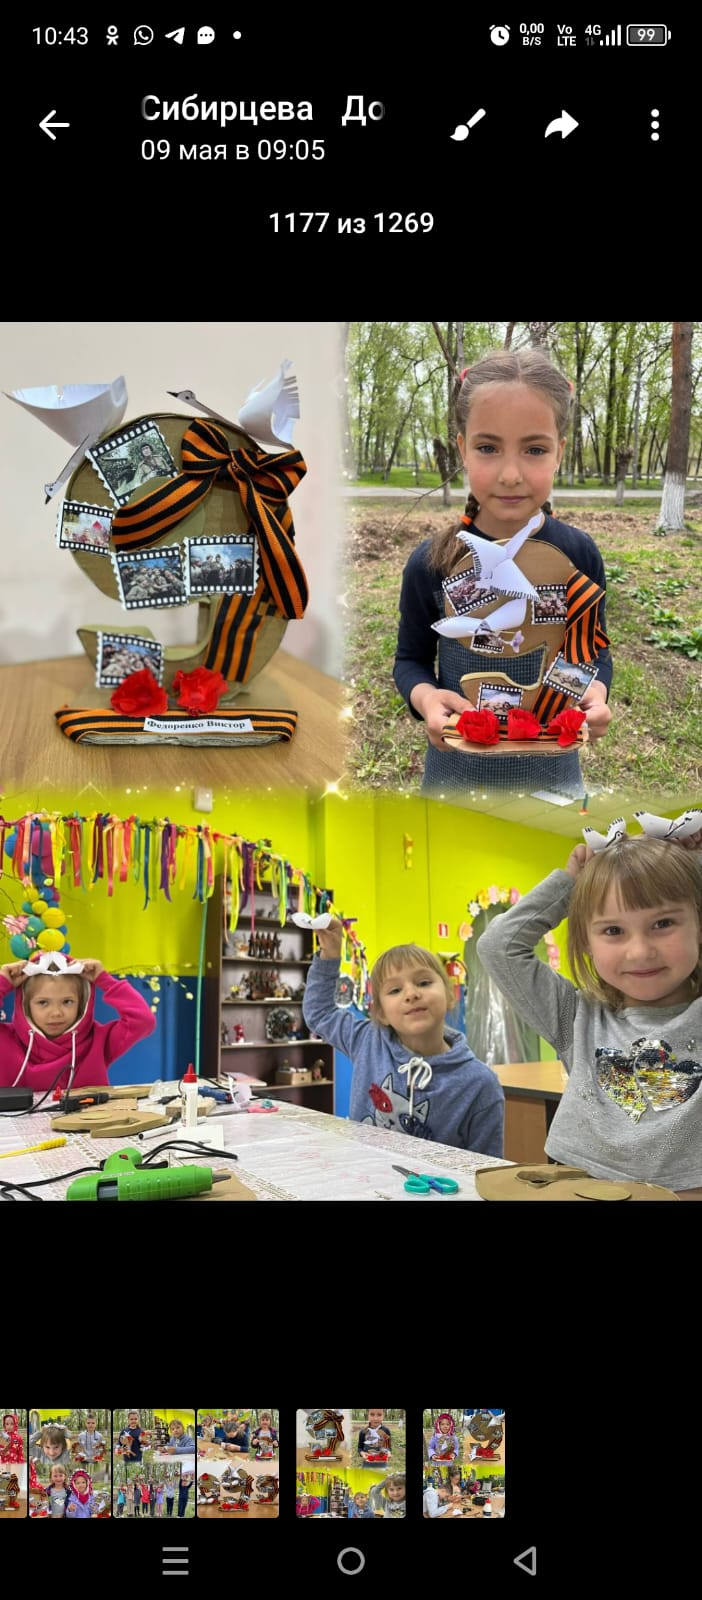 10:43
0,00 B/S
Vo LTE
4G
99
Сибирцева До
09 мая в 09:05
1177 из 1269
Федоренко Виктор